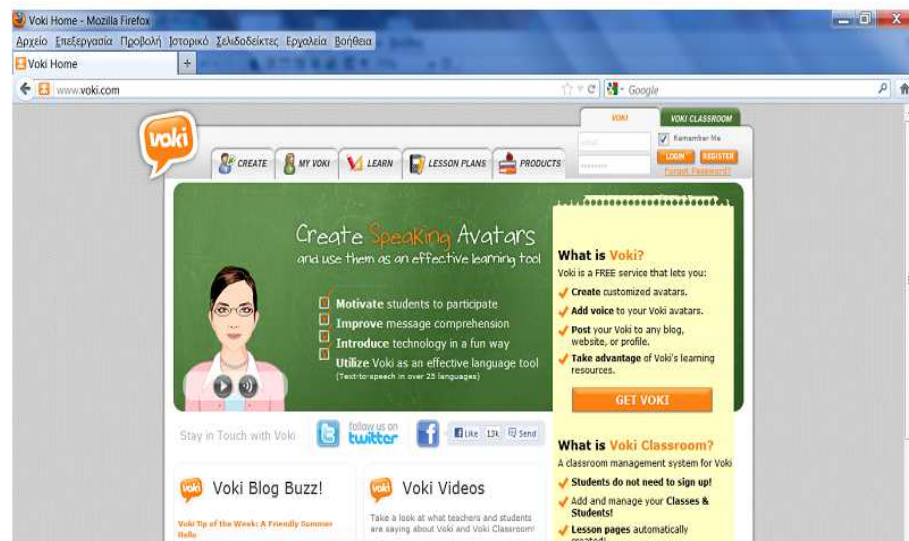 Voki Home - Mozilla Firefox
Αρχείο Επεξεργασία Προβολή Ιστορικό Σελιδοδείκτες Εργαλεία Βοήθεια
Voki Home
www.voki.com
Google
voki
CREATE
MY VOKI
LEARN
LESSON PLANS
PRODUCTS
VOKI
VOKI CLASSROOM
Remember Me
LOGIN
REGISTER
Forgot Password?
Create Speaking Avatars
and use them as an effective learning tool
Motivate students to participate
Improve message comprehension
Introduce technology in a fun way
Utilize Voki as an effective language tool
(Text-to-speech in over 25 languages)
What is Voki?
Voki is a FREE service that lets you:
Create customized avatars.
Add voice to your Voki avatars.
Post your Voki to any blog,
website, or profile.
Take advantage of Voki's learning
resources.
GET VOKI
Stay in Touch with Voki
follow us on
twitter
Like 13k Send
What is Voki Classroom?
A classroom management system for Voki
Students do not need to sign up!
Add and manage your Classes &
Students!
Lesson pages automatically
created!
voki
Voki Blog Buzz!
Voki Tip of the Week: A Friendly Summer
Hello
voki
Voki Videos
Take a look at what teachers and students
are saying about Voki and Voki Classroom!